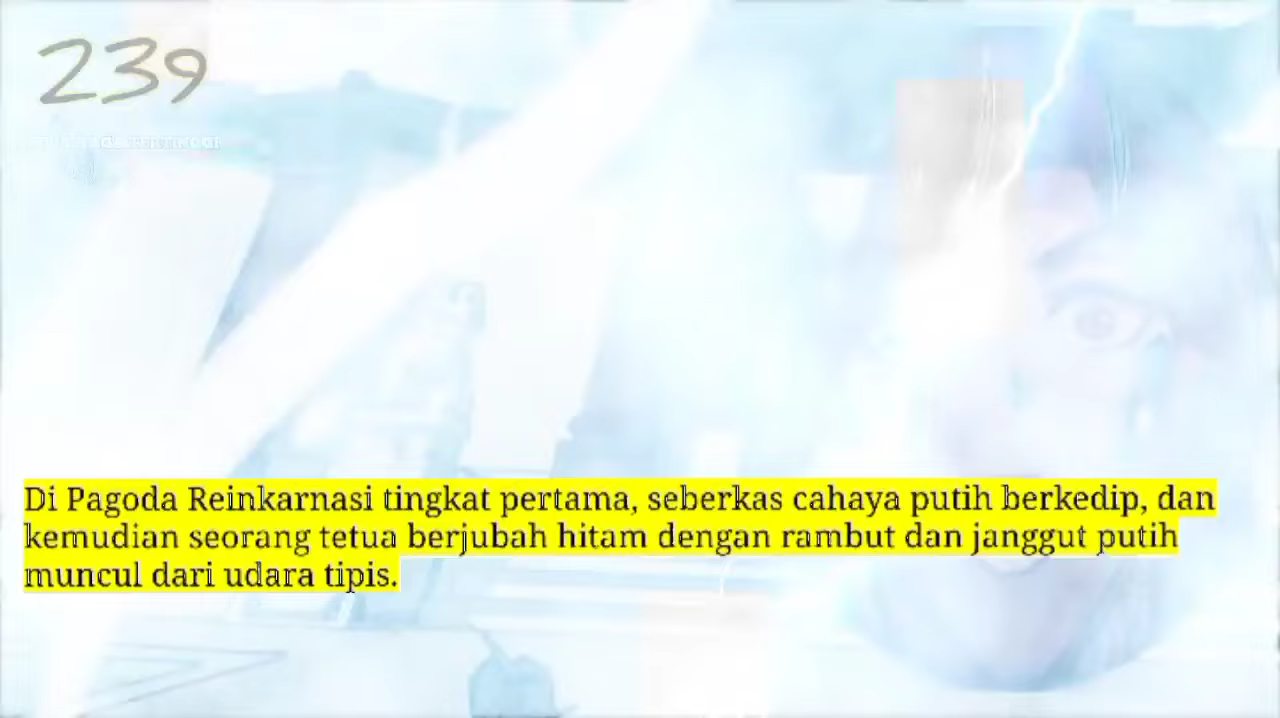 239
Di Pagoda Reinkarnasi tingkat pertama, seberkas cahaya putih berkedip, dan
kemudian seorang tetua berjubah hitam dengan rambut dan janggut putih
muncul dari udara tipis.